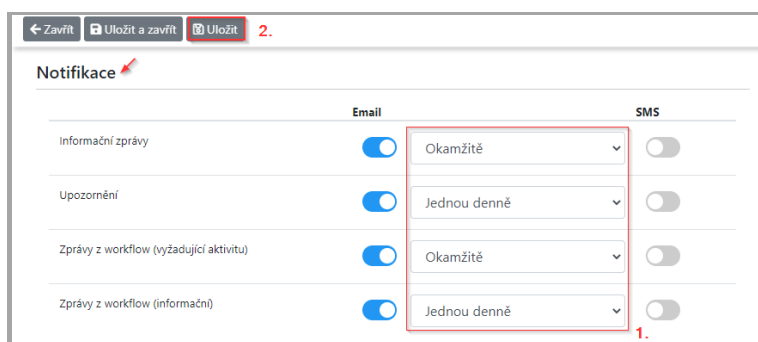 Zavřít Uložit a zavřít Uložit 2.
Notifikace
Email SMS
Informační zprávy Okamžitě
Upozornění Jednou denně
Zprávy z workflow (vyžadující aktivitu) Okamžitě
Zprávy z workflow (informační) Jednou denně
1.